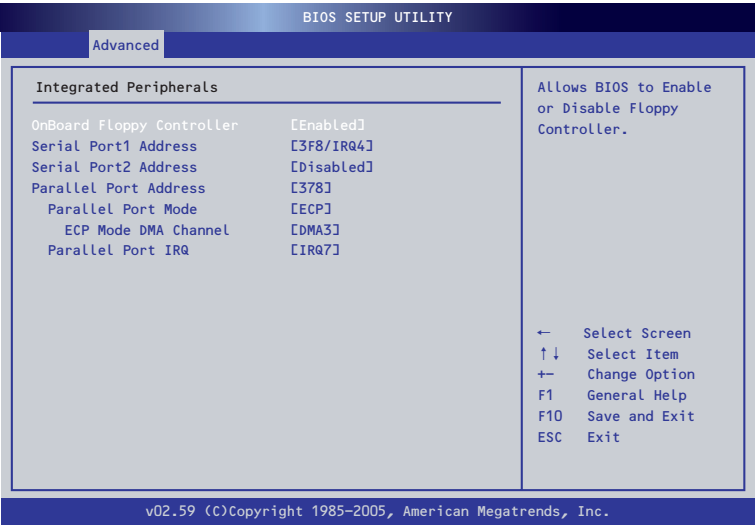 BIOS SETUP UTILITY
Advanced
Integrated Peripherals
OnBoard Floppy Controller [Enabled]
Serial Port1 Address [3F8/IRQ4]
Serial Port2 Address [Disabled]
Parallel Port Address [378]
Parallel Port Mode [ECP]
ECP Mode DMA Channel [DMA3]
Parallel Port IRQ [IRQ7]
Allows BIOS to Enable
or Disable Floppy
Controller.
← Select Screen
↑↓ Select Item
+- Change Option
F1 General Help
F10 Save and Exit
ESC Exit
v02.59 (C)Copyright 1985-2005, American Megatrends, Inc.